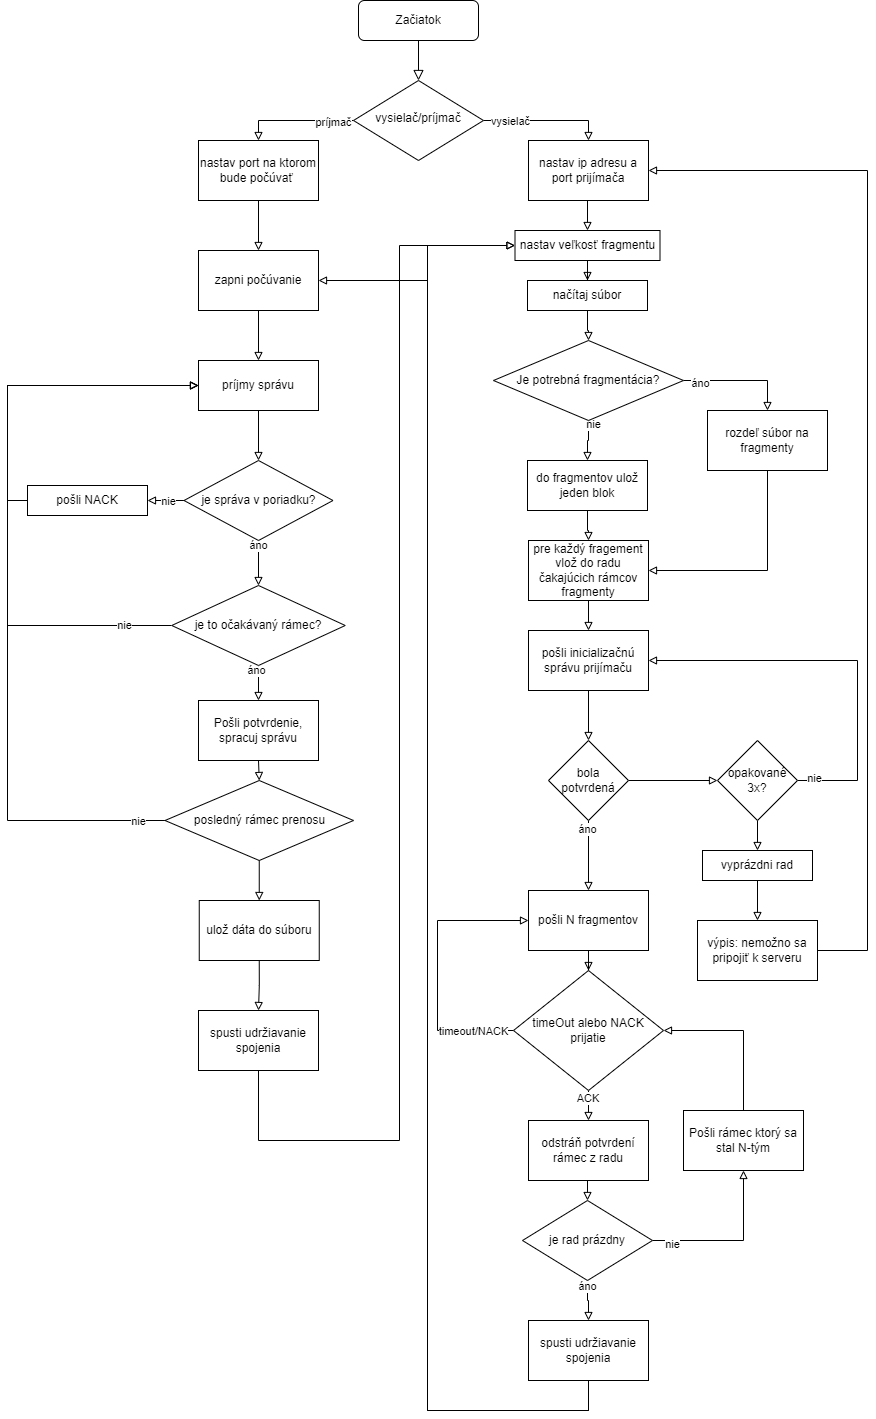 Začiatok
vysielač/príjmač
príjmač
vysielač
nastav port na ktorom
bude počúvať
nastav ip adresu a
port prijímača
nastav veľkosť fragmentu
zapni počúvanie
načítaj súbor
príjmy správu
Je potrebná fragmentácia?
áno
nie
rozdeľ súbor na
fragmenty
je správa v poriadku?
nie
pošli NACK
áno
do fragmentov ulož
jeden blok
pre každý fragement
vlož do radu
čakajúcich rámcov
fragmenty
je to očakávaný rámec?
nie
áno
pošli inicializačnú
správu prijímaču
Pošli potvrdenie,
spracuj správu
bola
potvrdená
opakované
3x?
nie
posledný rámec prenosu
nie
áno
vyprázdni rad
ulož dáta do súboru
pošli N fragmentov
výpis: nemožno sa
pripojiť k serveru
spusti udržiavanie
spojenia
timeout/NACK
timeOut alebo NACK
prijatie
ACK
odstráň potvrdení
rámec z radu
Pošli rámec ktorý sa
stal N-tým
je rad prázdny
nie
áno
spusti udržiavanie
spojenia